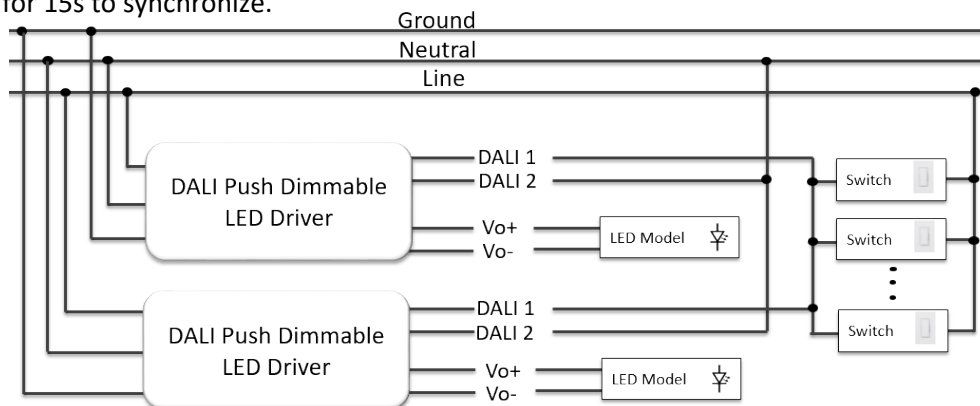 for 15s to synchronize.
Ground
Neutral
Line
DALI Push Dimmable
LED Driver
DALI 1
DALI 2
Vo+
Vo-
LED Model
Switch
Switch
Switch
DALI Push Dimmable
LED Driver
DALI 1
DALI 2
Vo+
Vo-
LED Model